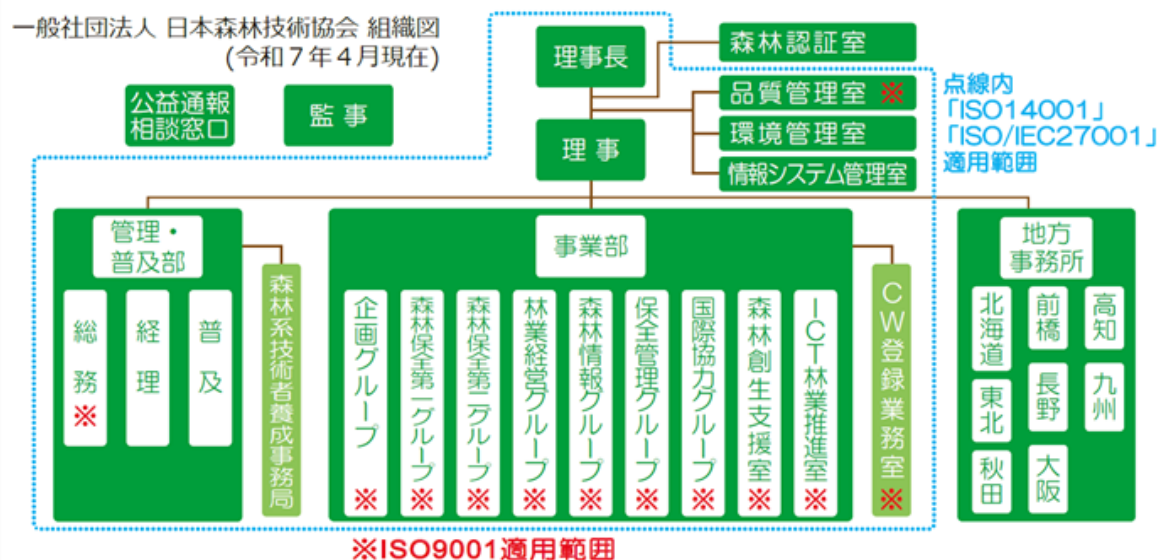 一般社団法人 日本森林技術協会 組織図
(令和７年４月現在)
理事長
森林認証室
公益通報
相談窓口
監事
品質管理室 ※
環境管理室
情報システム管理室
理事
点線内
「ISO14001」
「ISO/IEC27001」
適用範囲
管理・
普及部
総務※
経理
普及
森林系技術者養成事務局
事業部
企画グループ※
森林保全第一グループ※
森林保全第二グループ※
林業経営グループ※
森林情報グループ※
保全管理グループ※
国際協力グループ※
森林創生支援室※
ICT林業推進室※
CW登録業務室※
地方
事務所
北海道
東北
秋田
前橋
長野
大阪
高知
九州
※ISO9001適用範囲